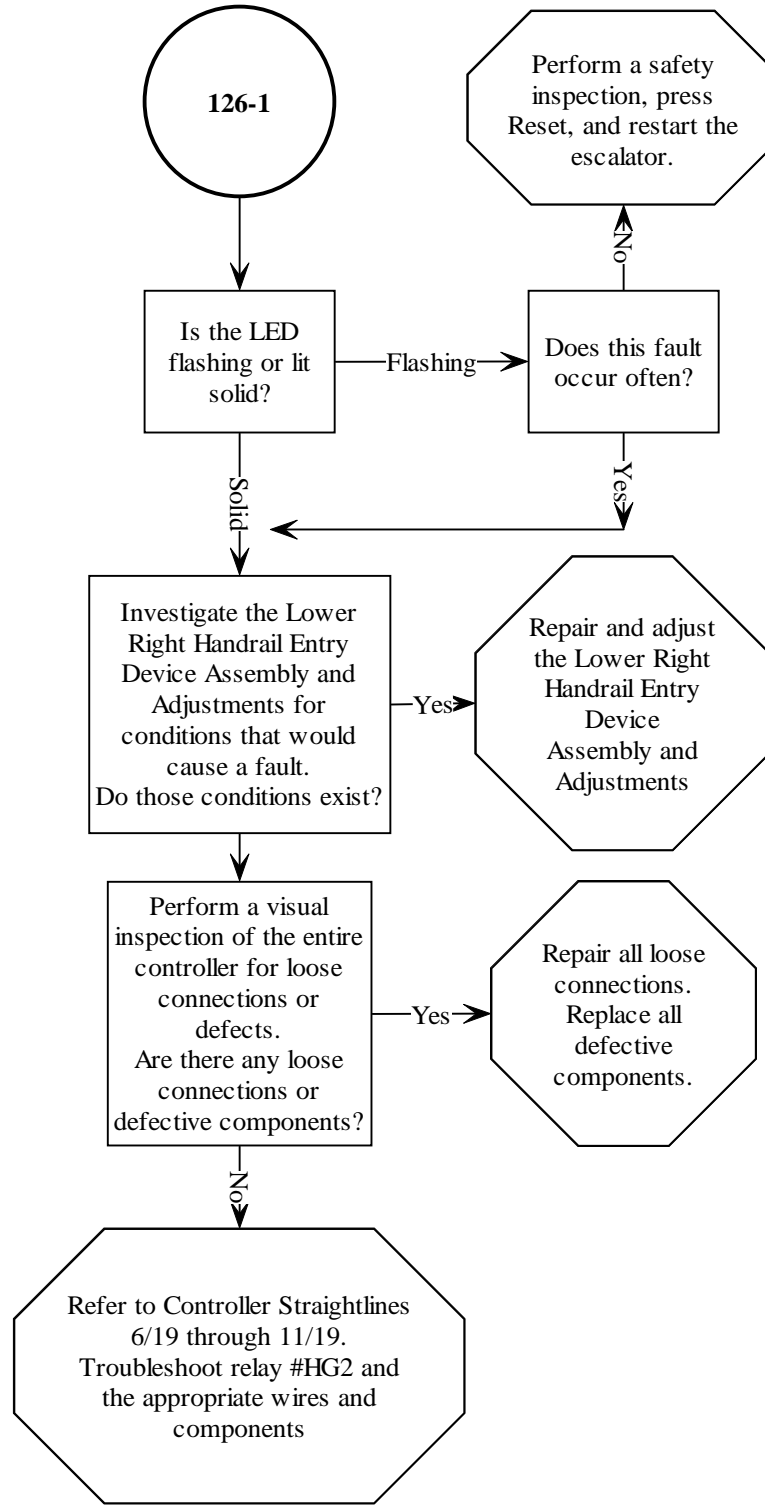 126-1
Perform a safety
inspection, press
Reset, and restart the
escalator.
No
Is the LED
flashing or lit
solid?
Flashing
Does this fault
occur often?
Solid
Yes
Investigate the Lower
Right Handrail Entry
Device Assembly and
Adjustments for
conditions that would
cause a fault.
Do those conditions exist?
Yes
Repair and adjust
the Lower Right
Handrail Entry
Device
Assembly and
Adjustments
Perform a visual
inspection of the entire
controller for loose
connections or
defects.
Are there any loose
connections or
defective components?
Yes
Repair all loose
connections.
Replace all
defective
components.
No
Refer to Controller Straightlines
6/19 through 11/19.
Troubleshoot relay #HG2 and
the appropriate wires and
components